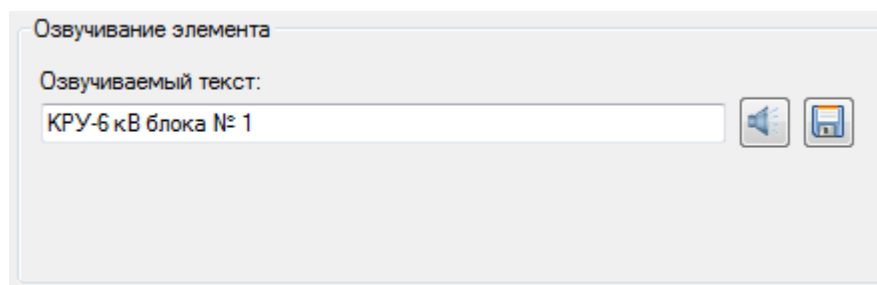 Озвучивание элемента
Озвучиваемый текст:
КРУ-6 кВ блока № 1